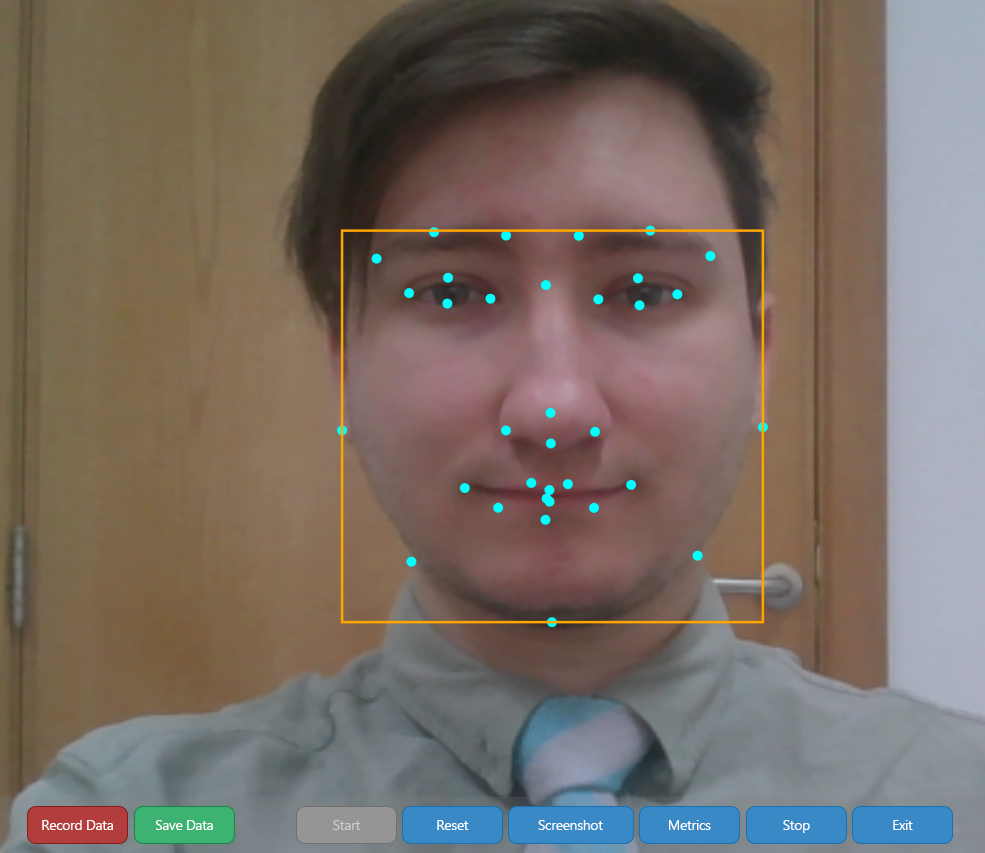 Record Data
Save Data
Start
Reset
Screenshot
Metrics
Stop
Exit